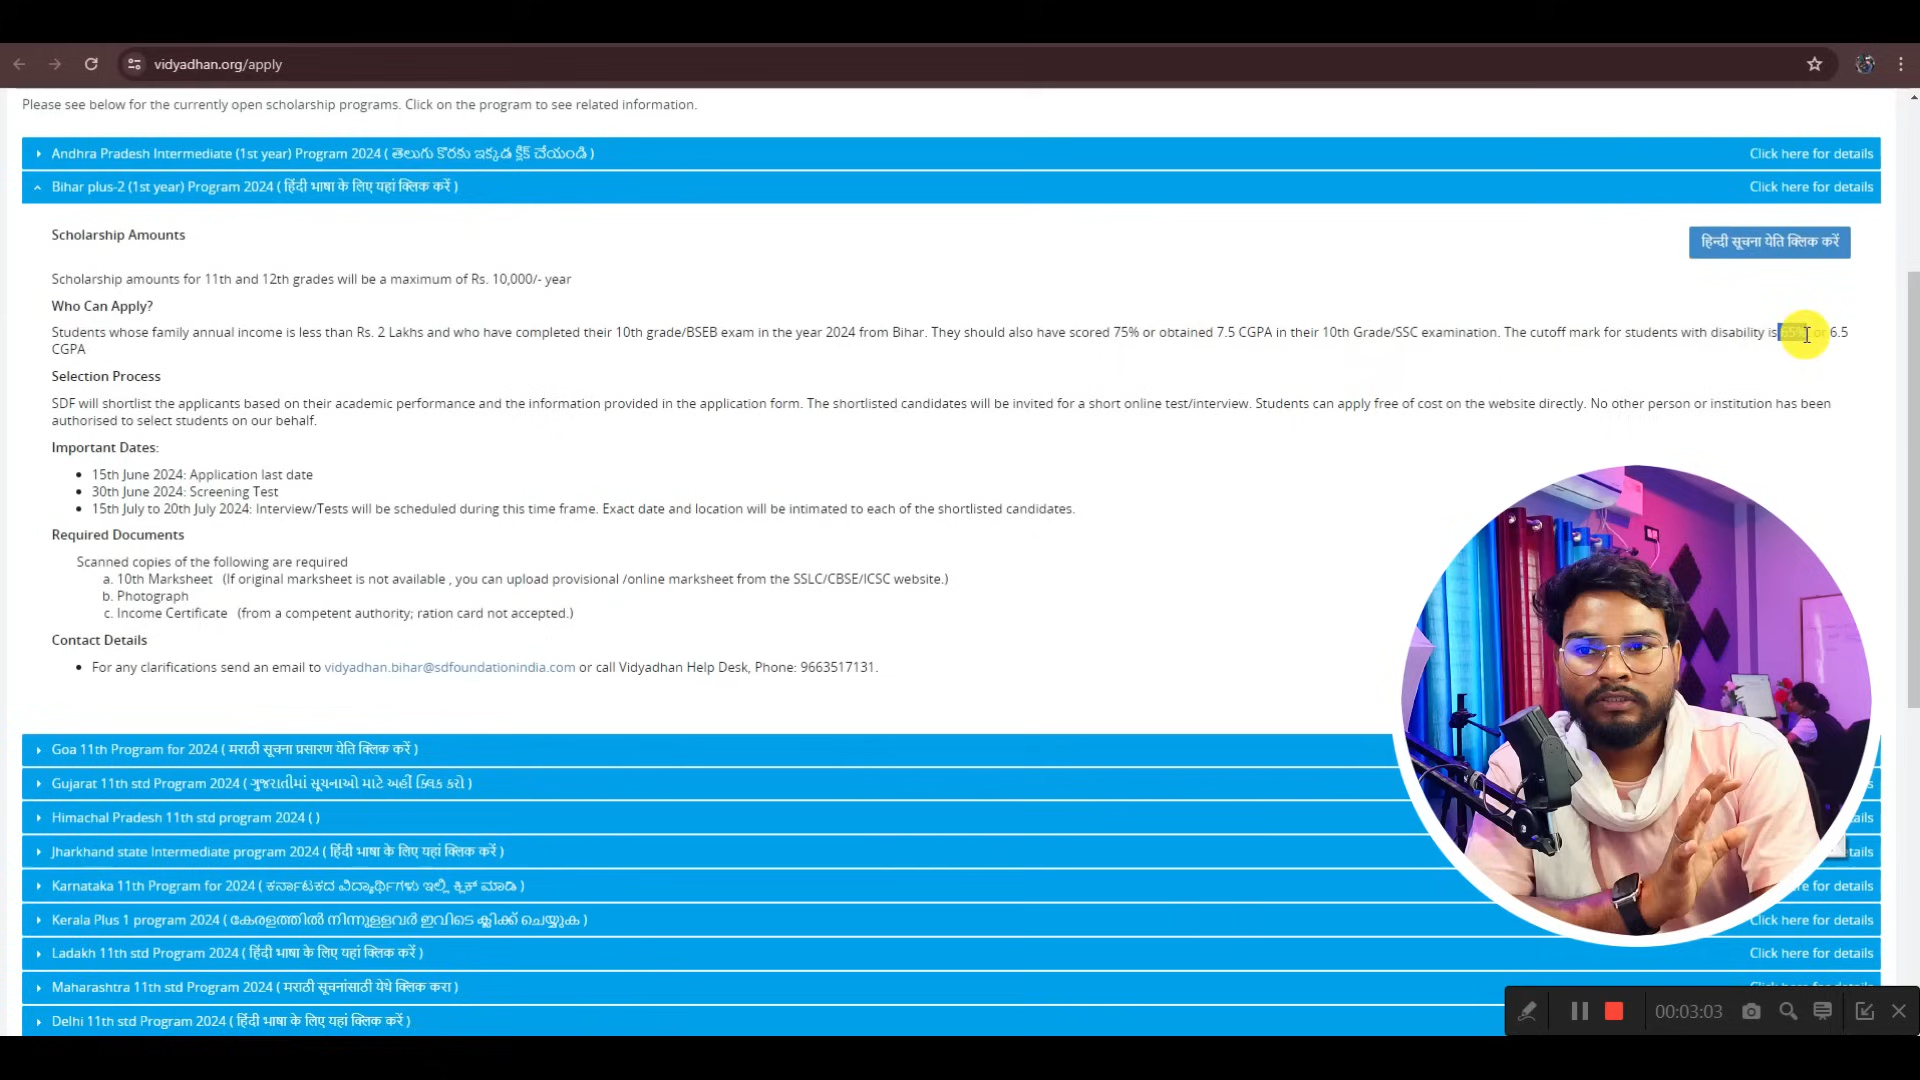 vidyadhan.org/apply
Please see below for the currently open scholarship programs. Click on the program to see related information.
Andhra Pradesh Intermediate (1st year) Program 2024 ( తెలుగు కొరకు ఇక్కడ క్లిక్ చేయండి )
Click here for details
Bihar plus-2 (1st year) Program 2024 ( हिंदी भाषा के लिए यहां क्लिक करें )
Click here for details
Scholarship Amounts
हिन्दी सूचना येति क्लिक करें
Scholarship amounts for 11th and 12th grades will be a maximum of Rs. 10,000/- year
Who Can Apply?
Students whose family annual income is less than Rs. 2 Lakhs and who have completed their 10th grade/BSEB exam in the year 2024 from Bihar. They should also have scored 75% or obtained 7.5 CGPA in their 10th Grade/SSC examination. The cutoff mark for students with disability is 65% or 6.5
CGPA
Selection Process
SDF will shortlist the applicants based on their academic performance and the information provided in the application form. The shortlisted candidates will be invited for a short online test/interview. Students can apply free of cost on the website directly. No other person or institution has been
authorised to select students on our behalf.
Important Dates:
• 15th June 2024: Application last date
• 30th June 2024: Screening Test
• 15th July to 20th July 2024: Interview/Tests will be scheduled during this time frame. Exact date and location will be intimated to each of the shortlisted candidates.
Required Documents
Scanned copies of the following are required
a. 10th Marksheet (If original marksheet is not available , you can upload provisional /online marksheet from the SSLC/CBSE/ICSC website.)
b. Photograph
c. Income Certificate (from a competent authority; ration card not accepted.)
Contact Details
• For any clarifications send an email to vidyadhan.bihar@sdfoundationindia.com or call Vidyadhan Help Desk, Phone: 9663517131.
Goa 11th Program for 2024 ( मराठी सूचना प्रसारण येति क्लिक करें )
Gujarat 11th std Program 2024 ( ગુજરાતીમાં સૂચનાઓ માટે અહીં ક્લિક કરો )
Himachal Pradesh 11th std program 2024 ( )
Jharkhand state Intermediate program 2024 ( हिंदी भाषा के लिए यहां क्लिक करें )
Karnataka 11th Program for 2024 ( ಕರ್ನಾಟಕದ ವಿದ್ಯಾರ್ಥಿಗಳು ಇಲ್ಲಿ ಕ್ಲಿಕ್ ಮಾಡಿ )
Kerala Plus 1 program 2024 ( കേരളത്തിൽ നിന്നുള്ളവർ ഇവിടെ ക്ലിക്ക് ചെയ്യുക )
Click here for details
Ladakh 11th std Program 2024 ( हिंदी भाषा के लिए यहां क्लिक करें )
Click here for details
Maharashtra 11th std Program 2024 ( मराठी सूचनांसाठी येथे क्लिक करा )
Delhi 11th std Program 2024 ( हिंदी भाषा के लिए यहां क्लिक करें )
00:03:03